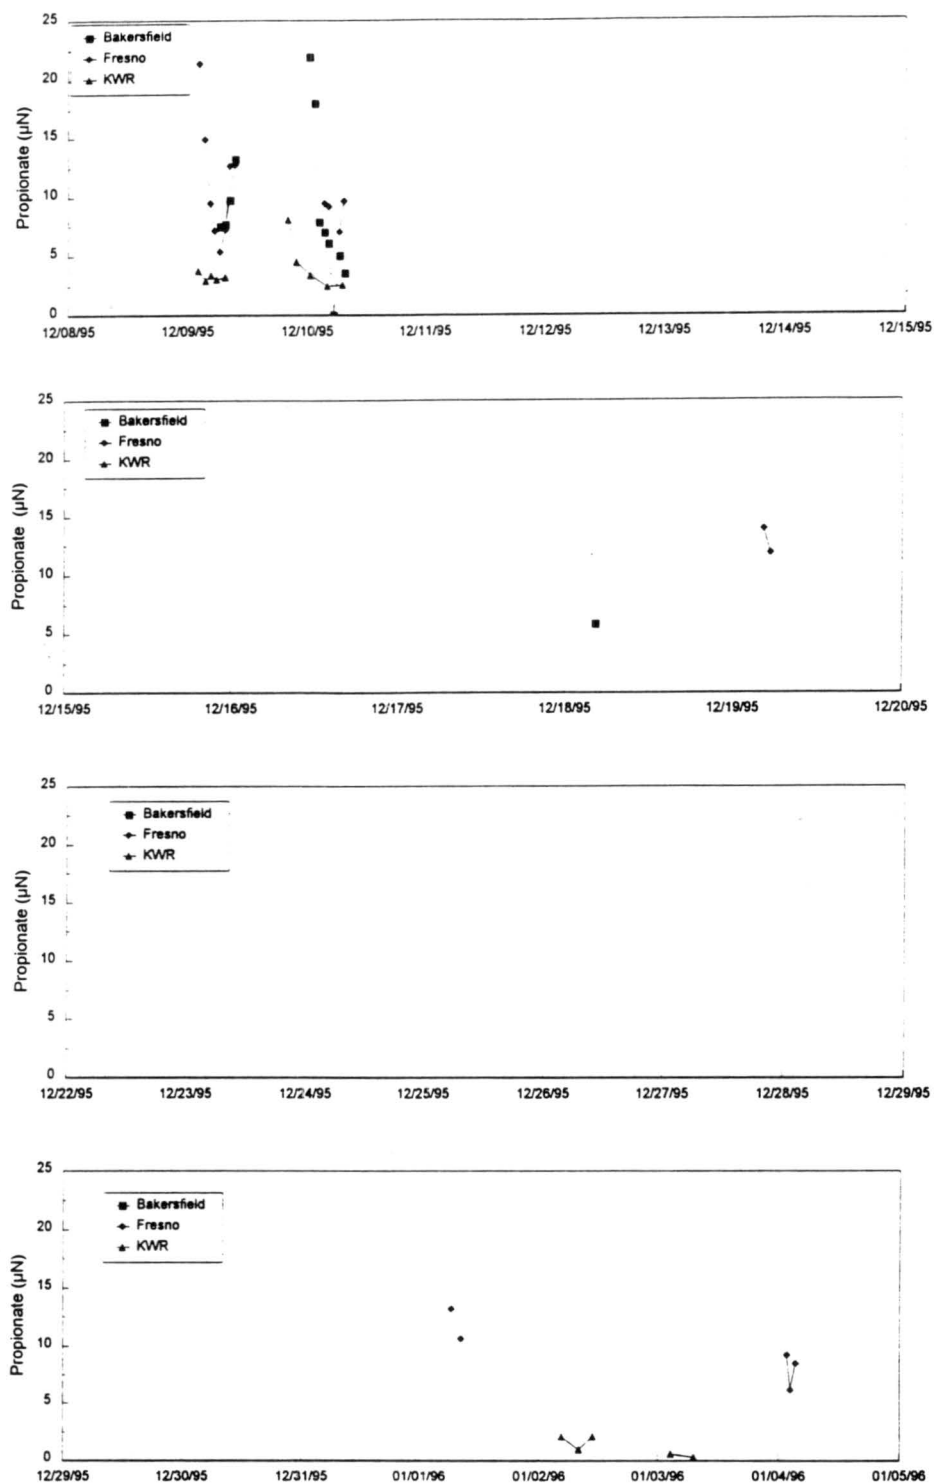 25
20
15
10
5
0
Propionate (µN)
Bakersfield
Fresno
KWR
12/08/95 12/09/95 12/10/95 12/11/95 12/12/95 12/13/95 12/14/95 12/15/95
25
20
15
10
5
0
Propionate (µN)
Bakersfield
Fresno
KWR
12/15/95 12/16/95 12/17/95 12/18/95 12/19/95 12/20/95
25
20
15
10
5
0
Propionate (µN)
Bakersfield
Fresno
KWR
12/22/95 12/23/95 12/24/95 12/25/95 12/26/95 12/27/95 12/28/95 12/29/95
25
20
15
10
5
0
Propionate (µN)
Bakersfield
Fresno
KWR
12/29/95 12/30/95 12/31/95 01/01/96 01/02/96 01/03/96 01/04/96 01/05/96